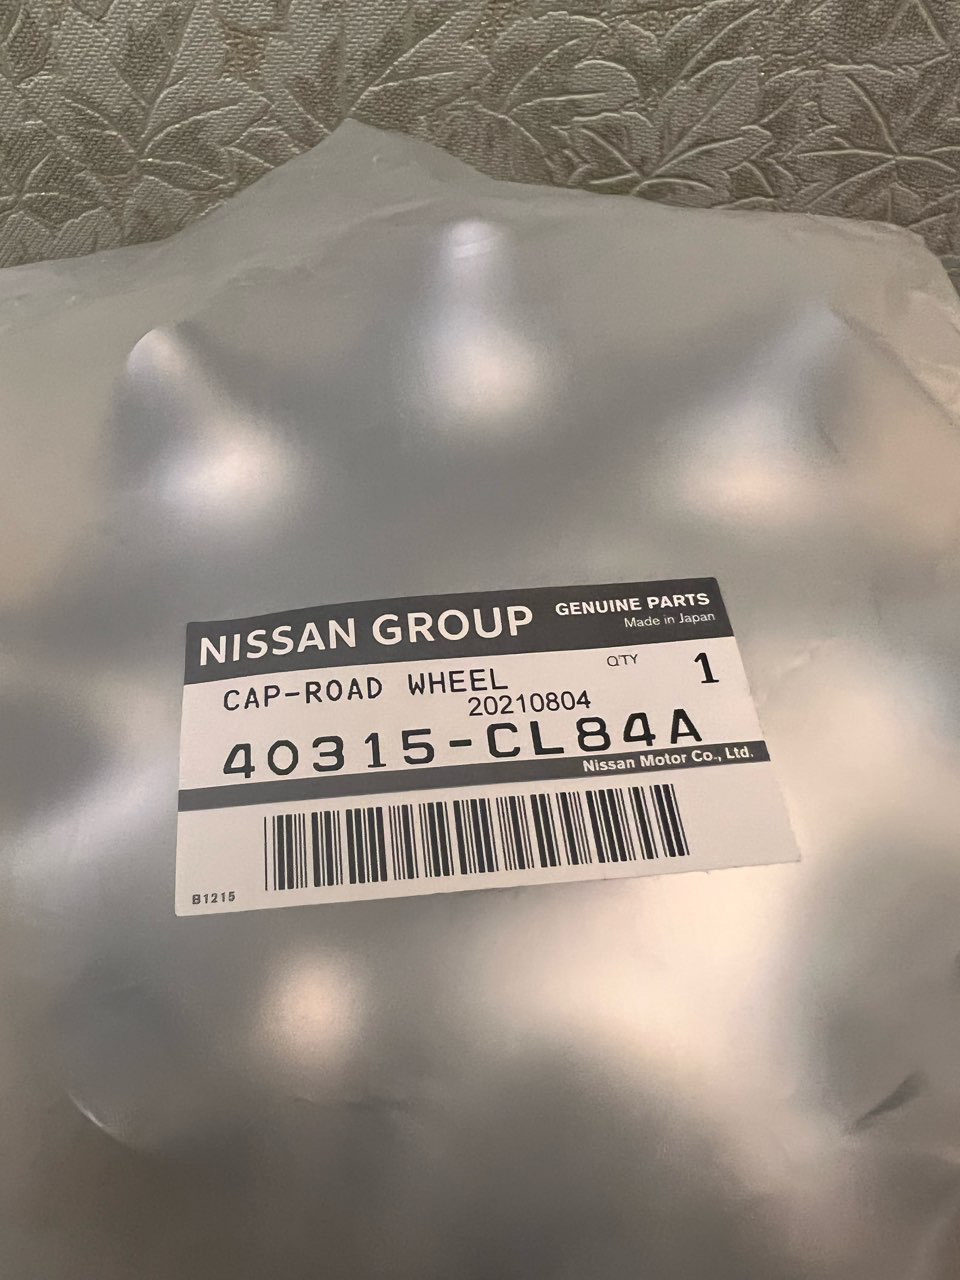 NISSAN GROUP GENUINE PARTS
Made in Japan
CAP-ROAD WHEEL QTY 1
20210804
40315-CL84A
Nissan Motor Co., Ltd.
B1215